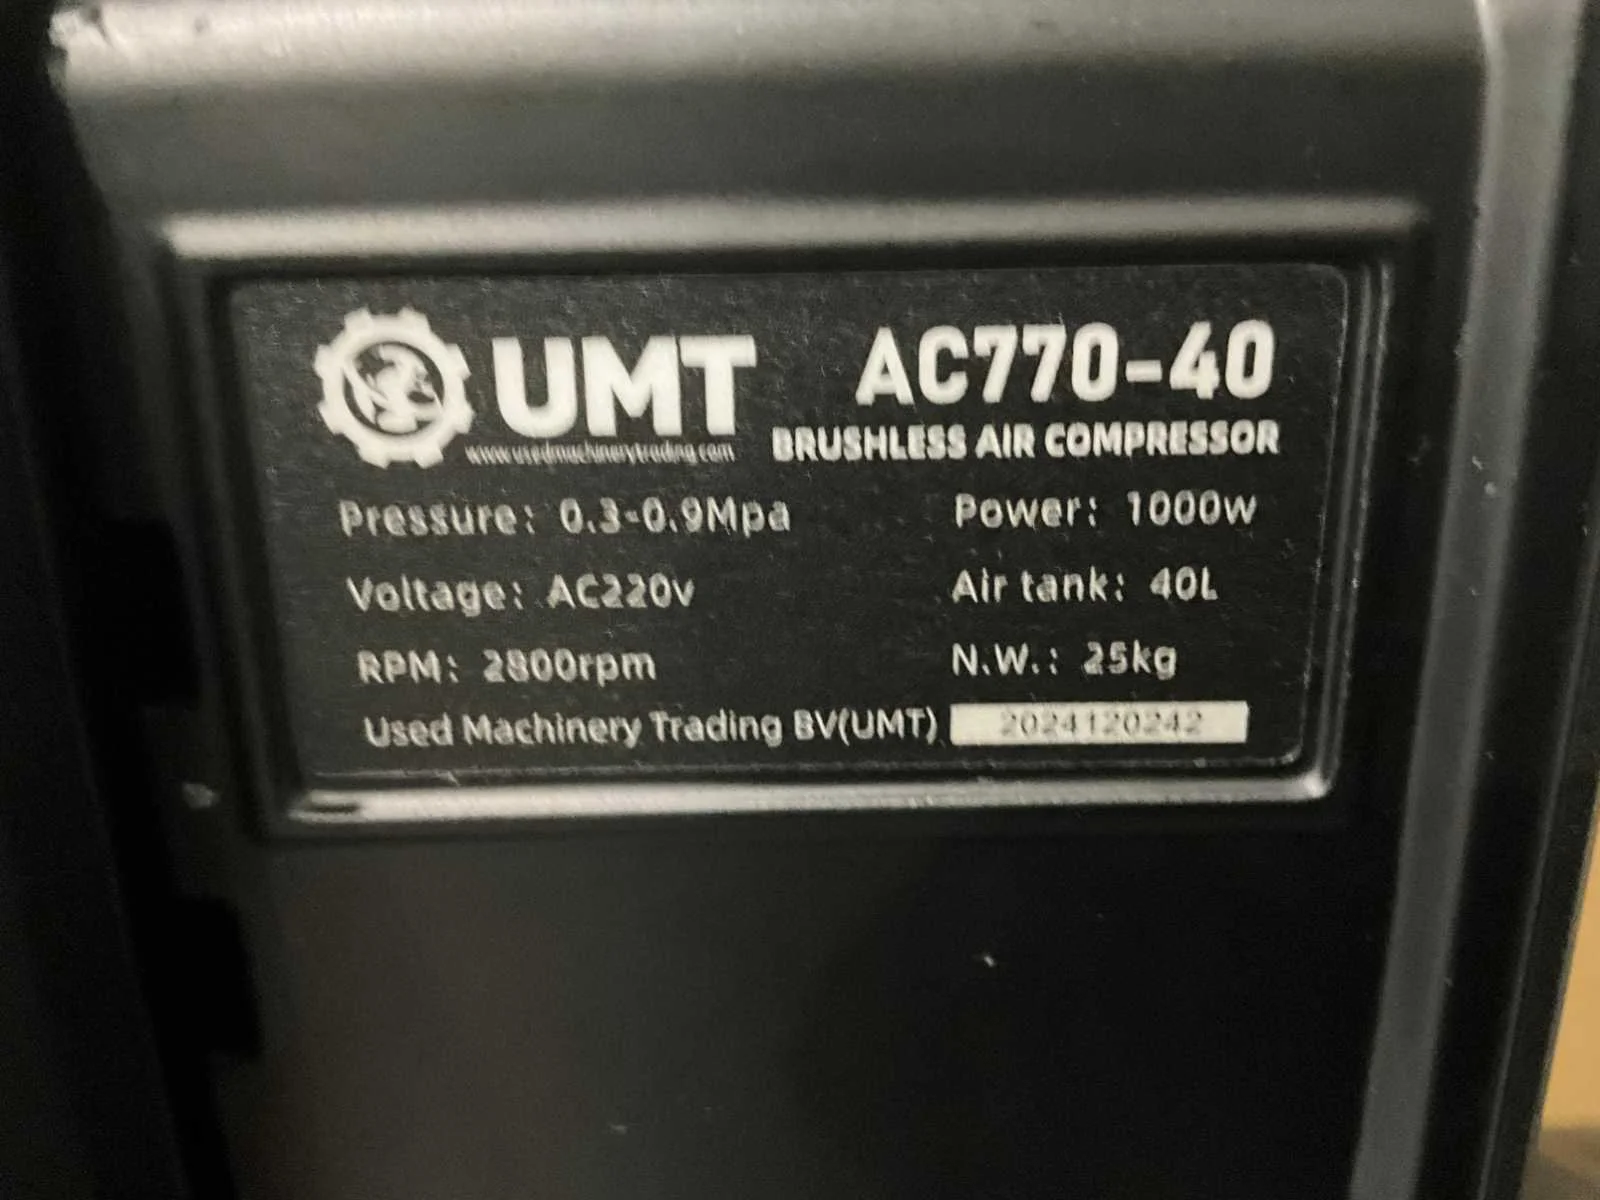 UMT
www.usedmachinerytrading.com
AC770-40
BRUSHLESS AIR COMPRESSOR
Pressure: 0.3-0.9Mpa
Power: 1000w
Voltage: AC220v
Air tank: 40L
RPM: 2800rpm
N.W.: 25kg
Used Machinery Trading BV(UMT)
2024120242